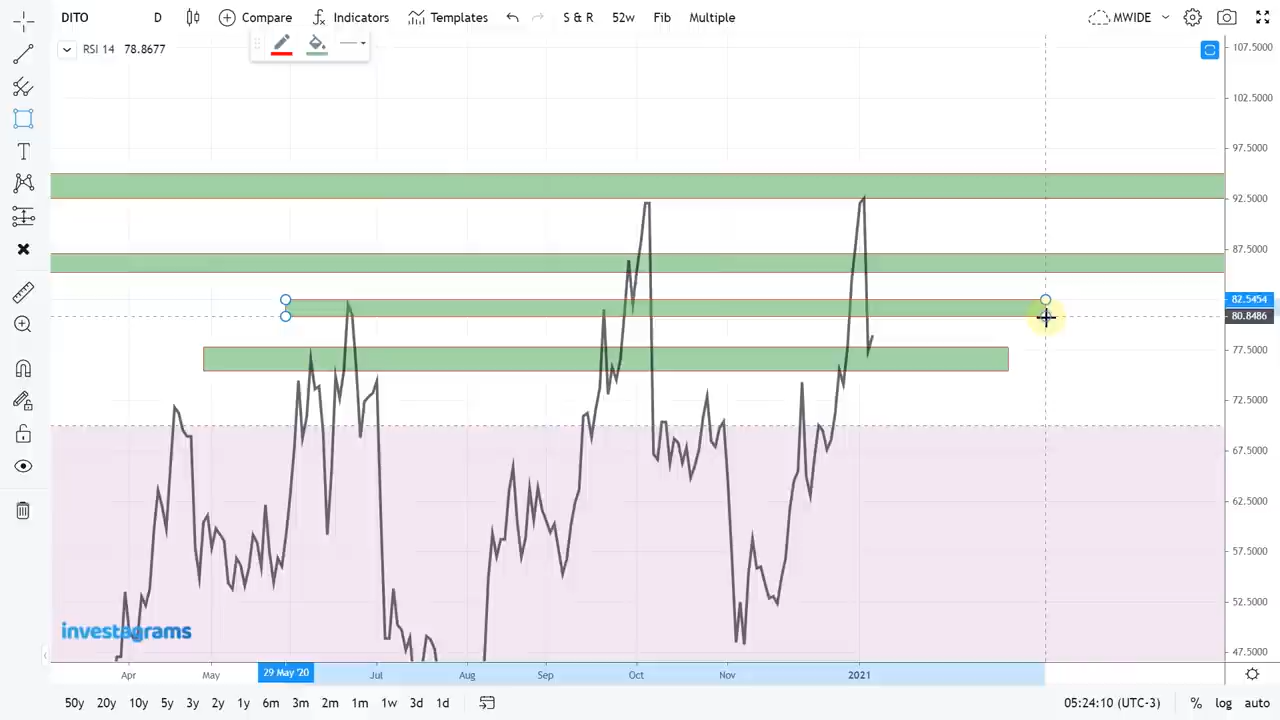 DITO D Compare Indicators Templates S & R 52w Fib Multiple MWIDE
RSI 14 78.8677
107.5000
102.5000
97.5000
92.5000
87.5000
82.5454
80.8486
77.5000
72.5000
67.5000
62.5000
57.5000
52.5000
47.5000
investagrams
Apr May 29 May '20 Jul Aug Sep Oct Nov 2021
50y 20y 10y 5y 3y 2y 1y 6m 3m 2m 1m 1w 3d 1d 05:24:10 (UTC-3) % log auto